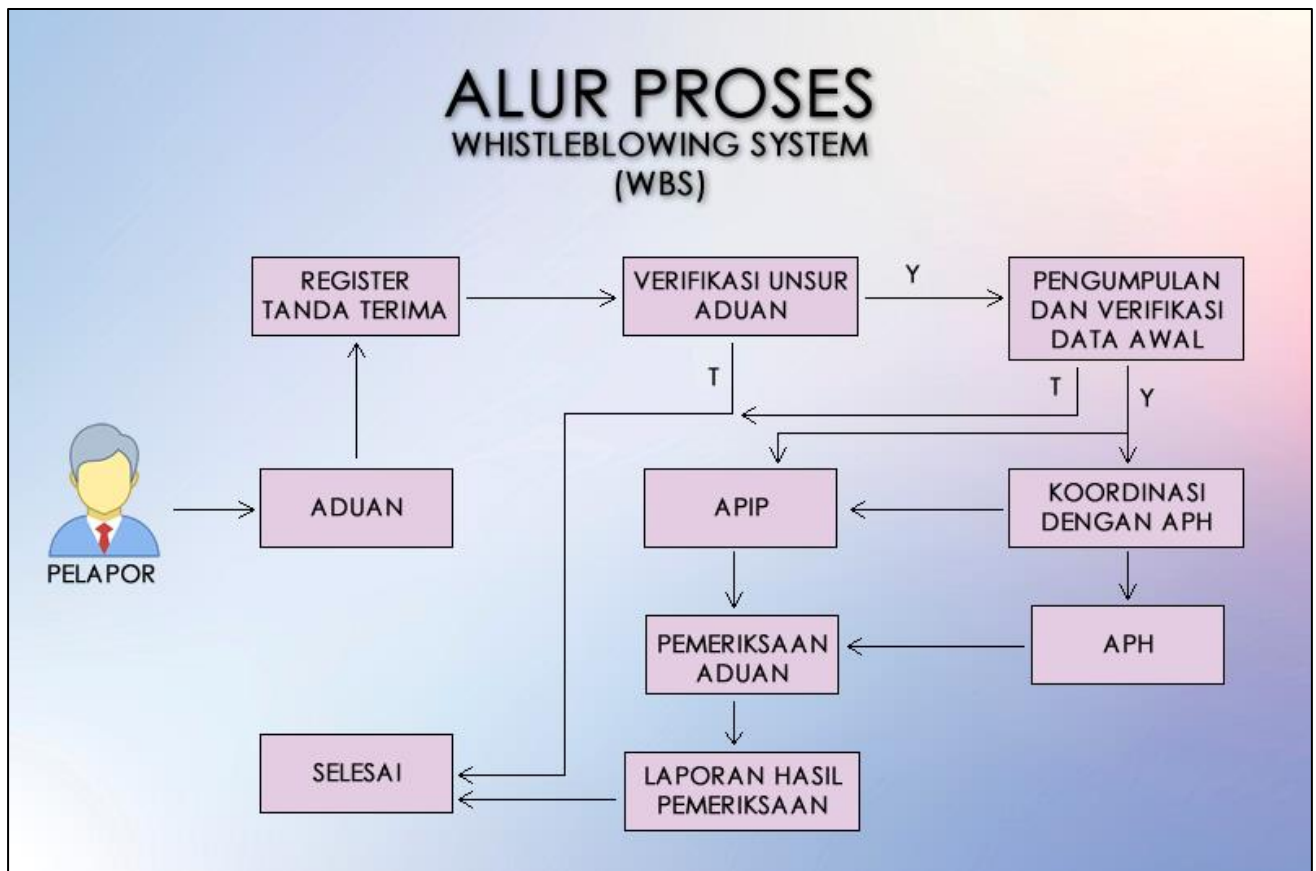 ALUR PROSES
WHISTLEBLOWING SYSTEM
(WBS)
REGISTER
TANDA TERIMA
VERIFIKASI UNSUR
ADUAN
Y
PENGUMPULAN
DAN VERIFIKASI
DATA AWAL
T
T
Y
PELAPOR
ADUAN
APIP
KOORDINASI
DENGAN APH
PEMERIKSAAN
ADUAN
APH
SELESAI
LAPORAN HASIL
PEMERIKSAAN